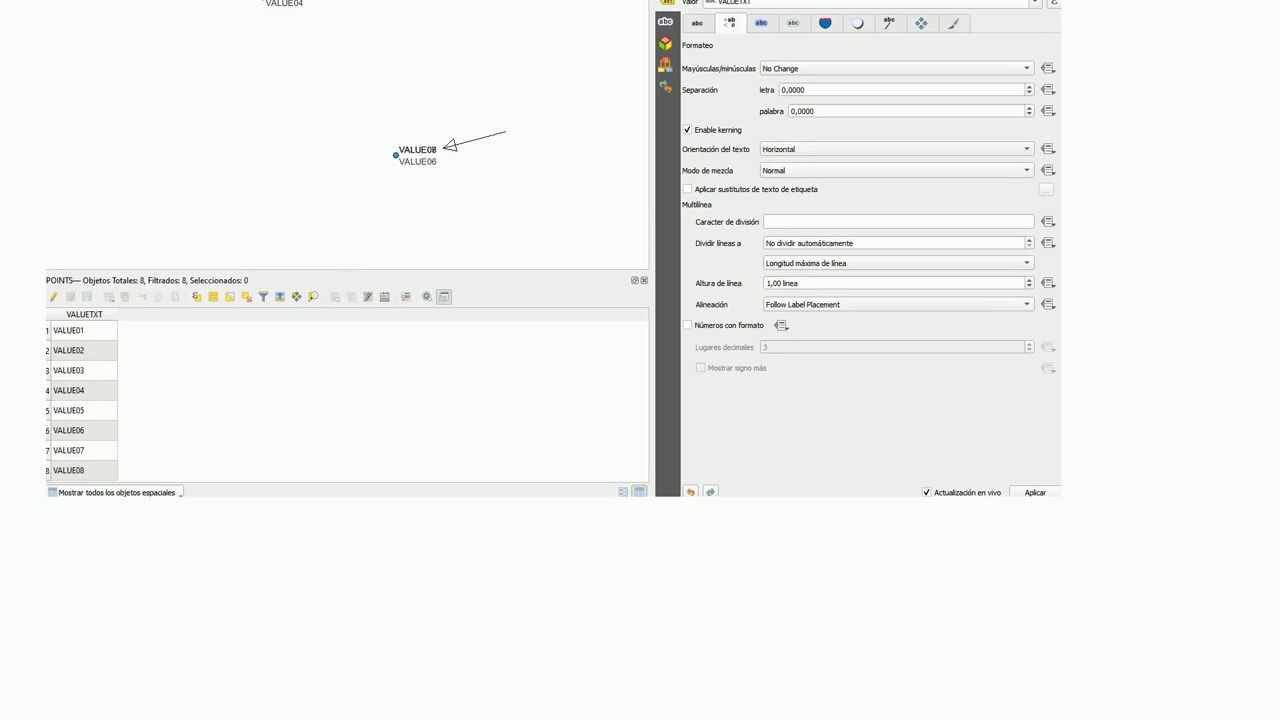 VALUE04
Valor abc VALUETXT
abc
Formateo
Mayúsculas/minúsculas No Change
Separación letra 0,0000
palabra 0,0000
Enable kerning
Orientación del texto Horizontal
Modo de mezcla Normal
Aplicar sustitutos de texto de etiqueta
...
Multilínea
Caracter de división
Dividir líneas a No dividir automáticamente
Longitud máxima de línea
Altura de línea 1,00 linea
Alineación Follow Label Placement
Números con formato
Lugares decimales 3
Mostrar signo más
Actualización en vivo Aplicar
VALUE06
POINTS— Objetos Totales: 8, Filtrados: 8, Seleccionados: 0
VALUETXT
1 VALUE01
2 VALUE02
3 VALUE03
4 VALUE04
5 VALUE05
6 VALUE06
7 VALUE07
8 VALUE08
Mostrar todos los objetos espaciales